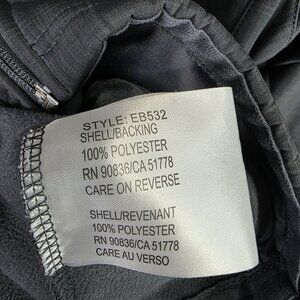 STYLE: EB532
SHELL/BACKING
100% POLYESTER
RN 90836/CA 51778
CARE ON REVERSE
SHELL/REVENANT
100% POLYESTER
RN 90836/CA 51778
CARE AU VERSO